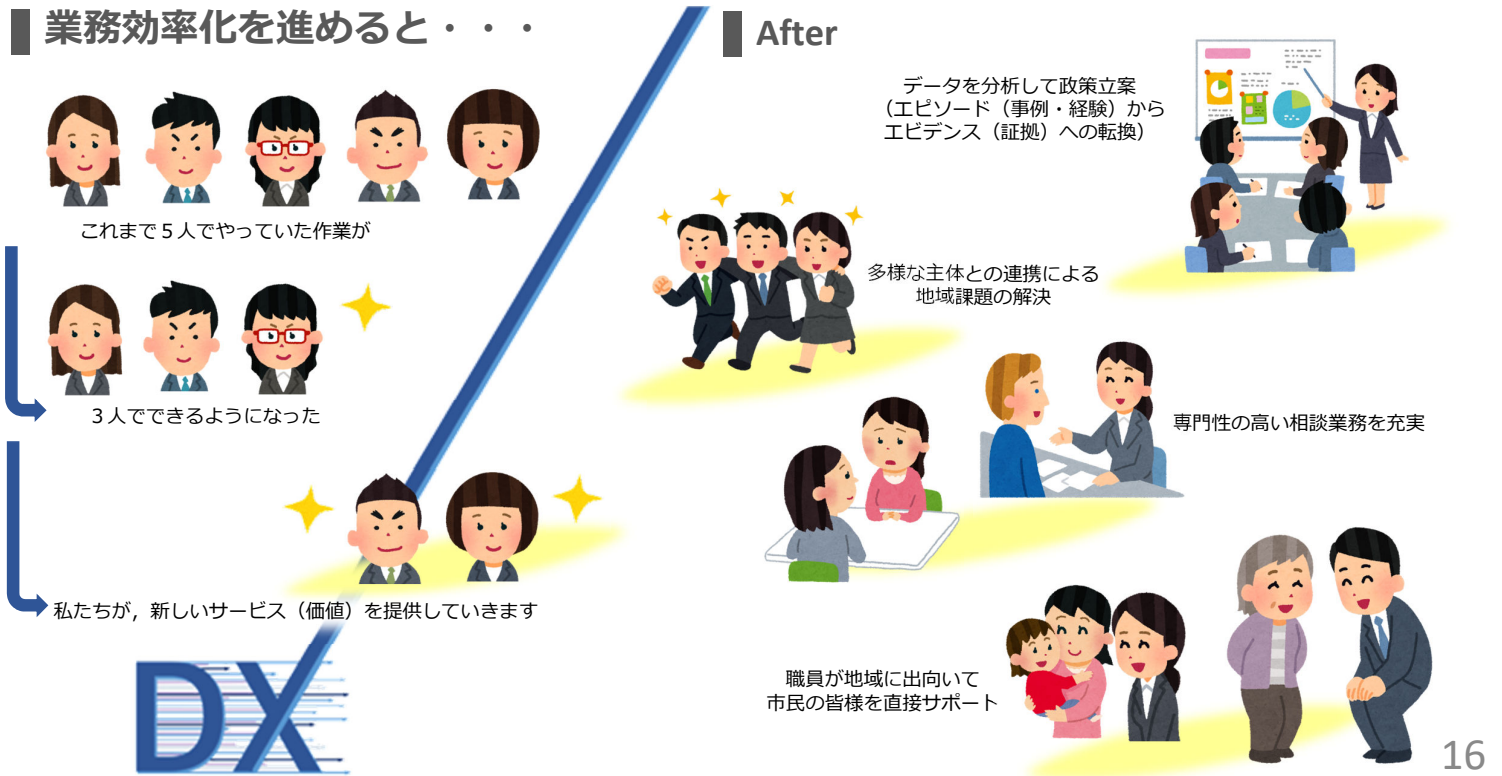 業務効率化を進めると・・・
これまで５人でやっていた作業が
３人でできるようになった
私たちが，新しいサービス（価値）を提供していきます
DX
After
データを分析して政策立案
（エピソード（事例・経験）から
エビデンス（証拠）への転換）
多様な主体との連携による
地域課題の解決
専門性の高い相談業務を充実
職員が地域に出向いて
市民の皆様を直接サポート
16